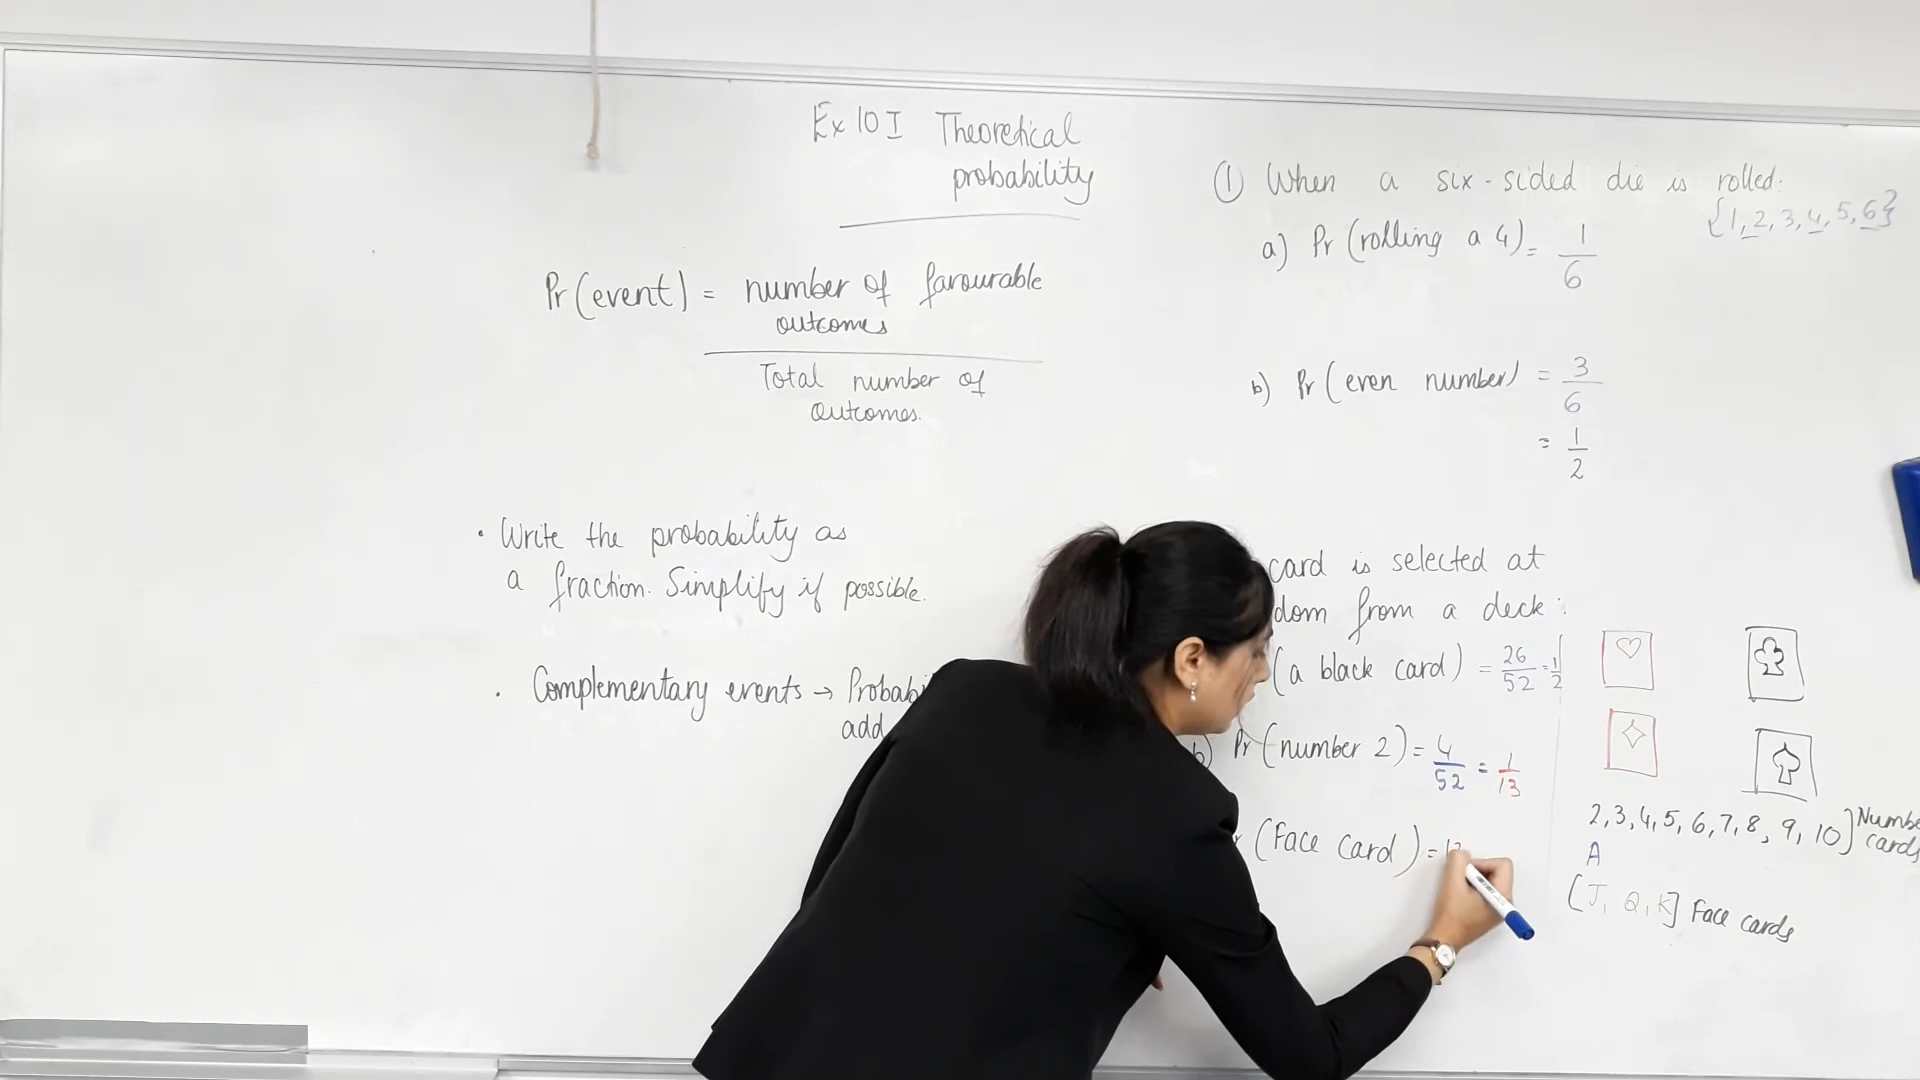 Ex 10 I Theoretical
probability
Pr (event) = number of favourable
outcomes
Total number of
outcomes.
• Write the probability as
a fraction. Simplify if possible.
. Complementary events →
add
① When a six-sided die is rolled:
{1, 2, 3, 4, 5, 6}
a) Pr (rolling a 4) = 1/6
b) Pr (even number) = 3/6
= 1/2
card is selected at
from a deck:
(a black card) = 26/52 = 1/2
b) Pr (number 2) = 4/52 = 1/13
(Face Card) =
2, 3, 4, 5, 6, 7, 8, 9, 10]
cards
A
[J, Q, K] Face cards